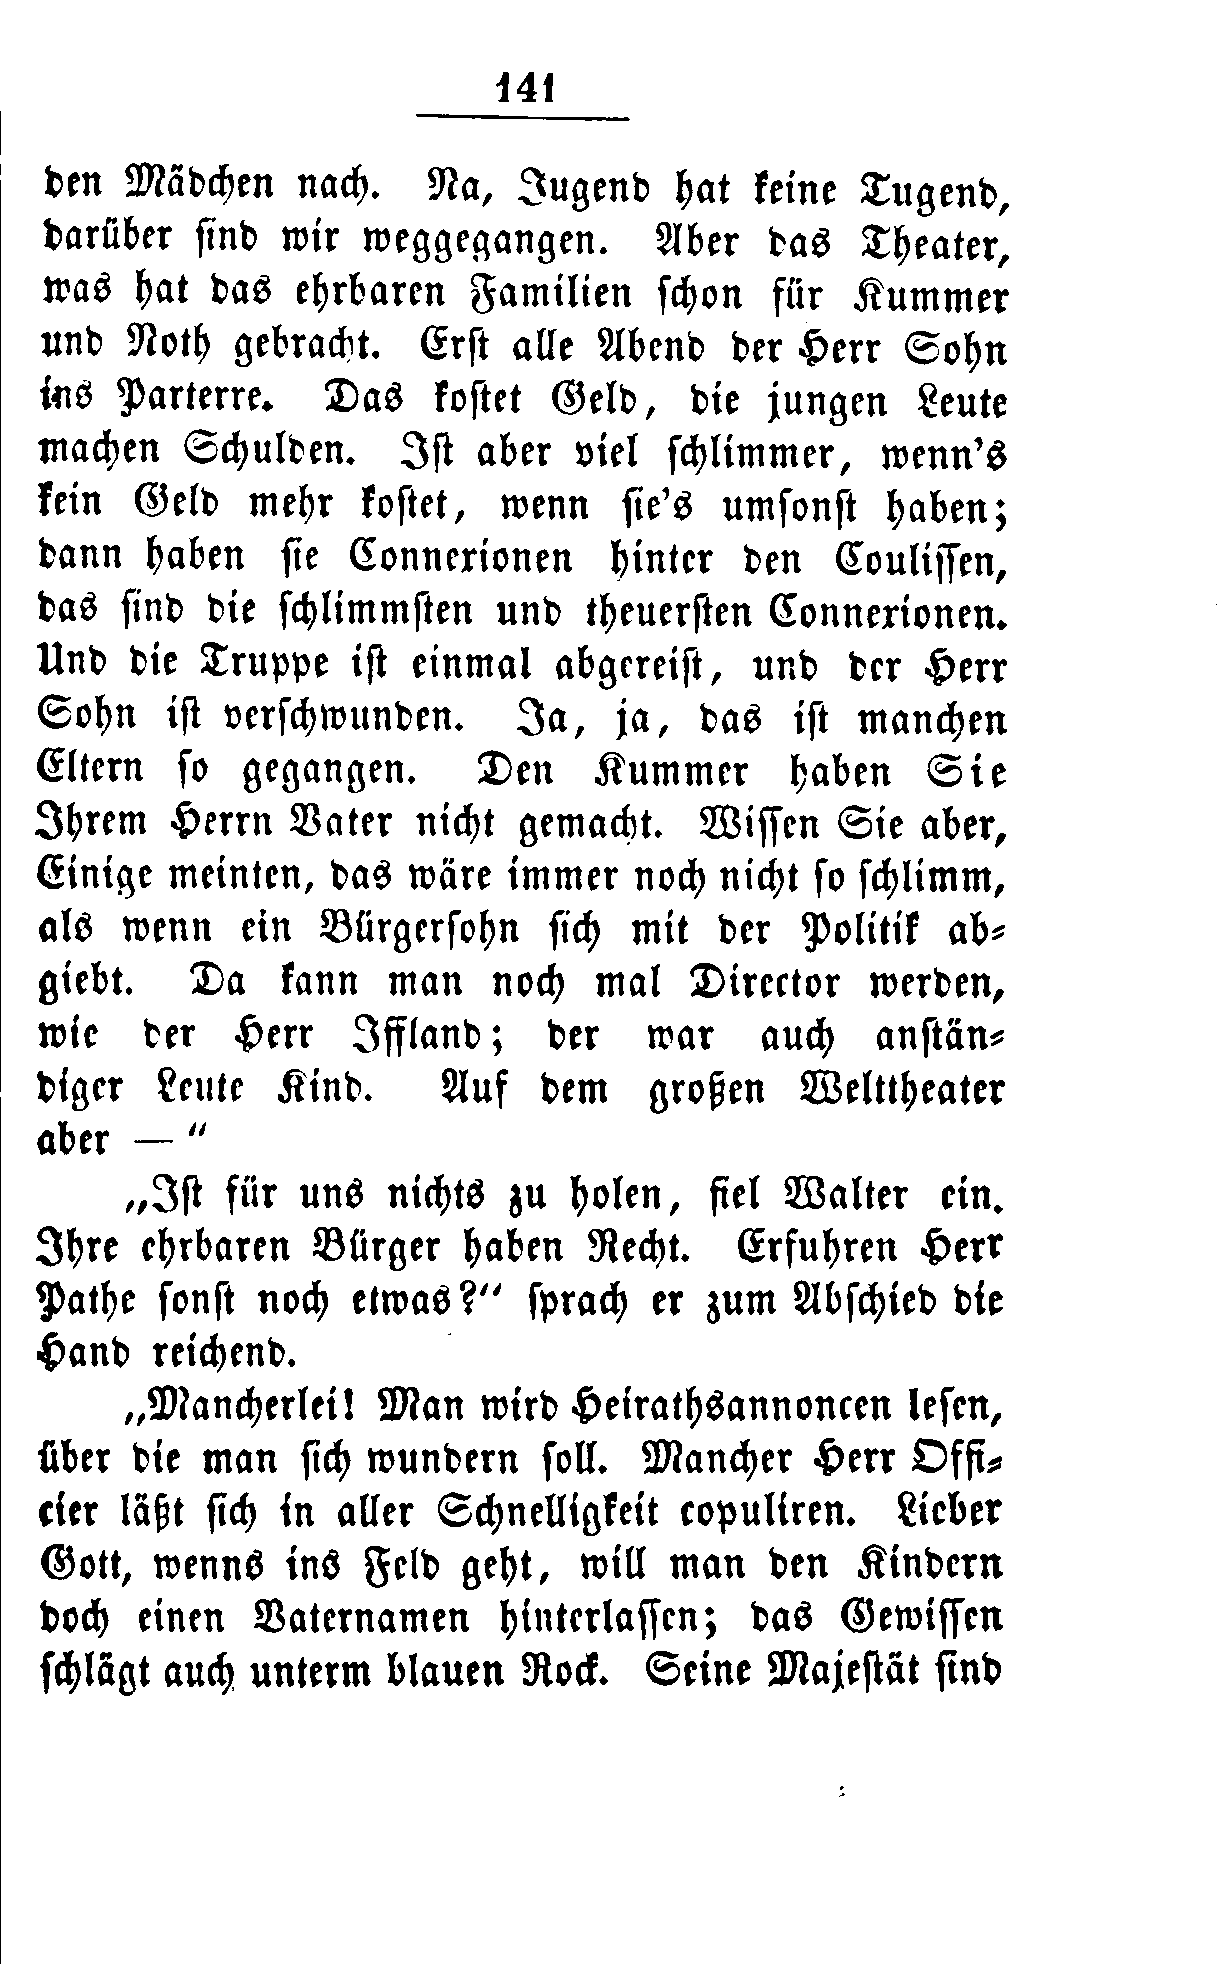 141
den Mädchen nach. Na, Jugend hat keine Tugend,
darüber sind wir weggegangen. Aber das Theater,
was hat das ehrbaren Familien schon für Kummer
und Noth gebracht. Erst alle Abend der Herr Sohn
ins Parterre. Das kostet Geld, die jungen Leute
machen Schulden. Ist aber viel schlimmer, wenn's
kein Geld mehr kostet, wenn sie's umsonst haben;
dann haben sie Connexionen hinter den Coulissen,
das sind die schlimmsten und theuersten Connexionen.
Und die Truppe ist einmal abgereist, und der Herr
Sohn ist verschwunden. Ja, ja, das ist manchen
Eltern so gegangen. Den Kummer haben Sie
Ihrem Herrn Vater nicht gemacht. Wissen Sie aber,
Einige meinten, das wäre immer noch nicht so schlimm,
als wenn ein Bürgersohn sich mit der Politik ab-
giebt. Da kann man noch mal Director werden,
wie der Herr Iffland; der war auch anstän-
diger Leute Kind. Auf dem großen Welttheater
aber — “
„Ist für uns nichts zu holen, fiel Walter ein.
Ihre ehrbaren Bürger haben Recht. Erfuhren Herr
Pathe sonst noch etwas?“ sprach er zum Abschied die
Hand reichend.
„Mancherlei! Man wird Heirathsannoncen lesen,
über die man sich wundern soll. Mancher Herr Offi-
cier läßt sich in aller Schnelligkeit copuliren. Lieber
Gott, wenns ins Feld geht, will man den Kindern
doch einen Vaternamen hinterlassen; das Gewissen
schlägt auch unterm blauen Rock. Seine Majestät sind